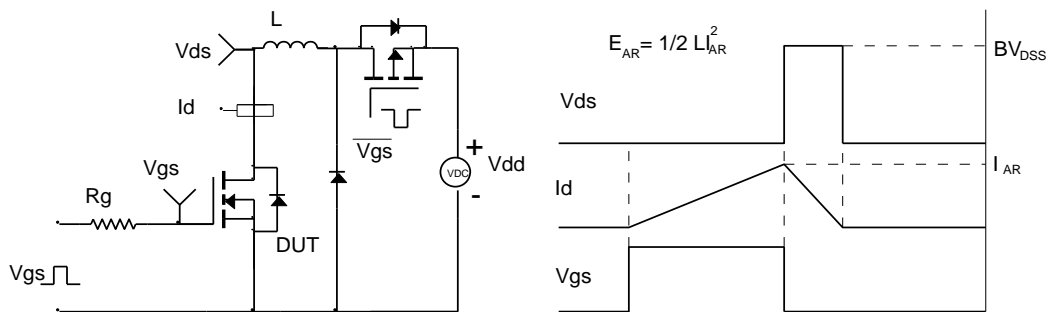 L
Vds
Id
Vgs
Vgs
+
Vdd
VDC
-
Rg
DUT
Vgs
E_AR = 1/2 LI_AR^2
BV_DSS
Vds
I_AR
Id
Vgs